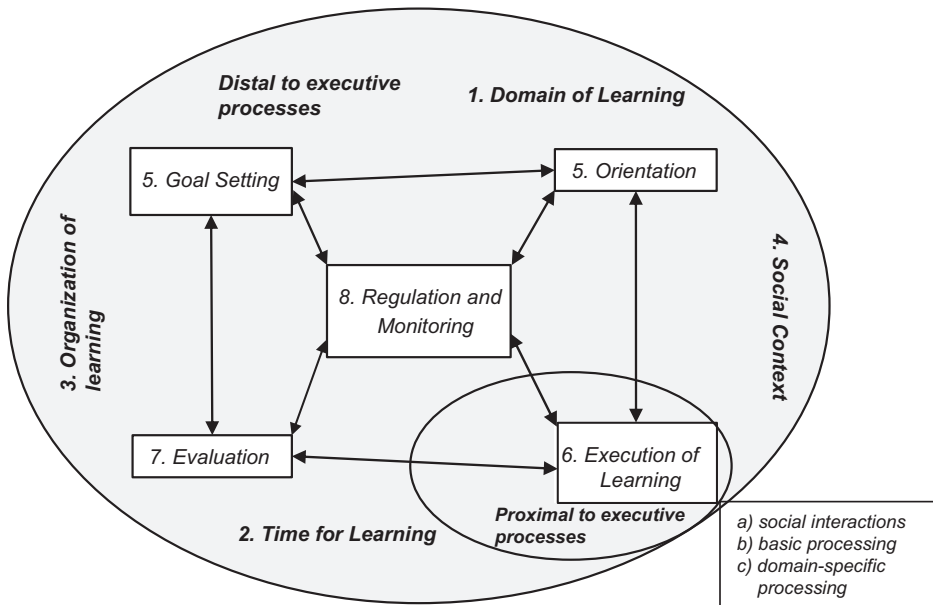 Distal to executive
processes
1. Domain of Learning
5. Goal Setting
5. Orientation
3. Organization of
learning
8. Regulation and
Monitoring
4. Social Context
7. Evaluation
6. Execution of
Learning
2. Time for Learning
Proximal to executive
processes
a) social interactions
b) basic processing
c) domain-specific
processing